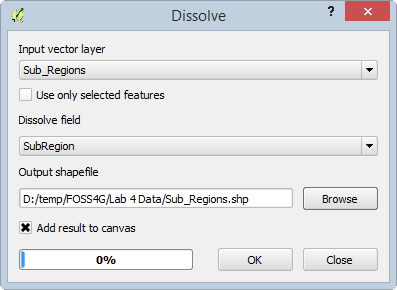 Dissolve
?
Input vector layer
Sub_Regions
Use only selected features
Dissolve field
SubRegion
Output shapefile
D:/temp/FOSS4G/Lab 4 Data/Sub_Regions.shp
Browse
Add result to canvas
0%
OK
Close